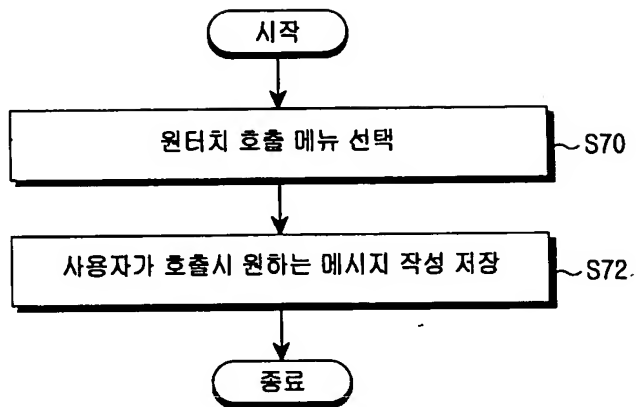 시작
원터치 호출 메뉴 선택
S70
사용자가 호출시 원하는 메시지 작성 저장
S72
종료